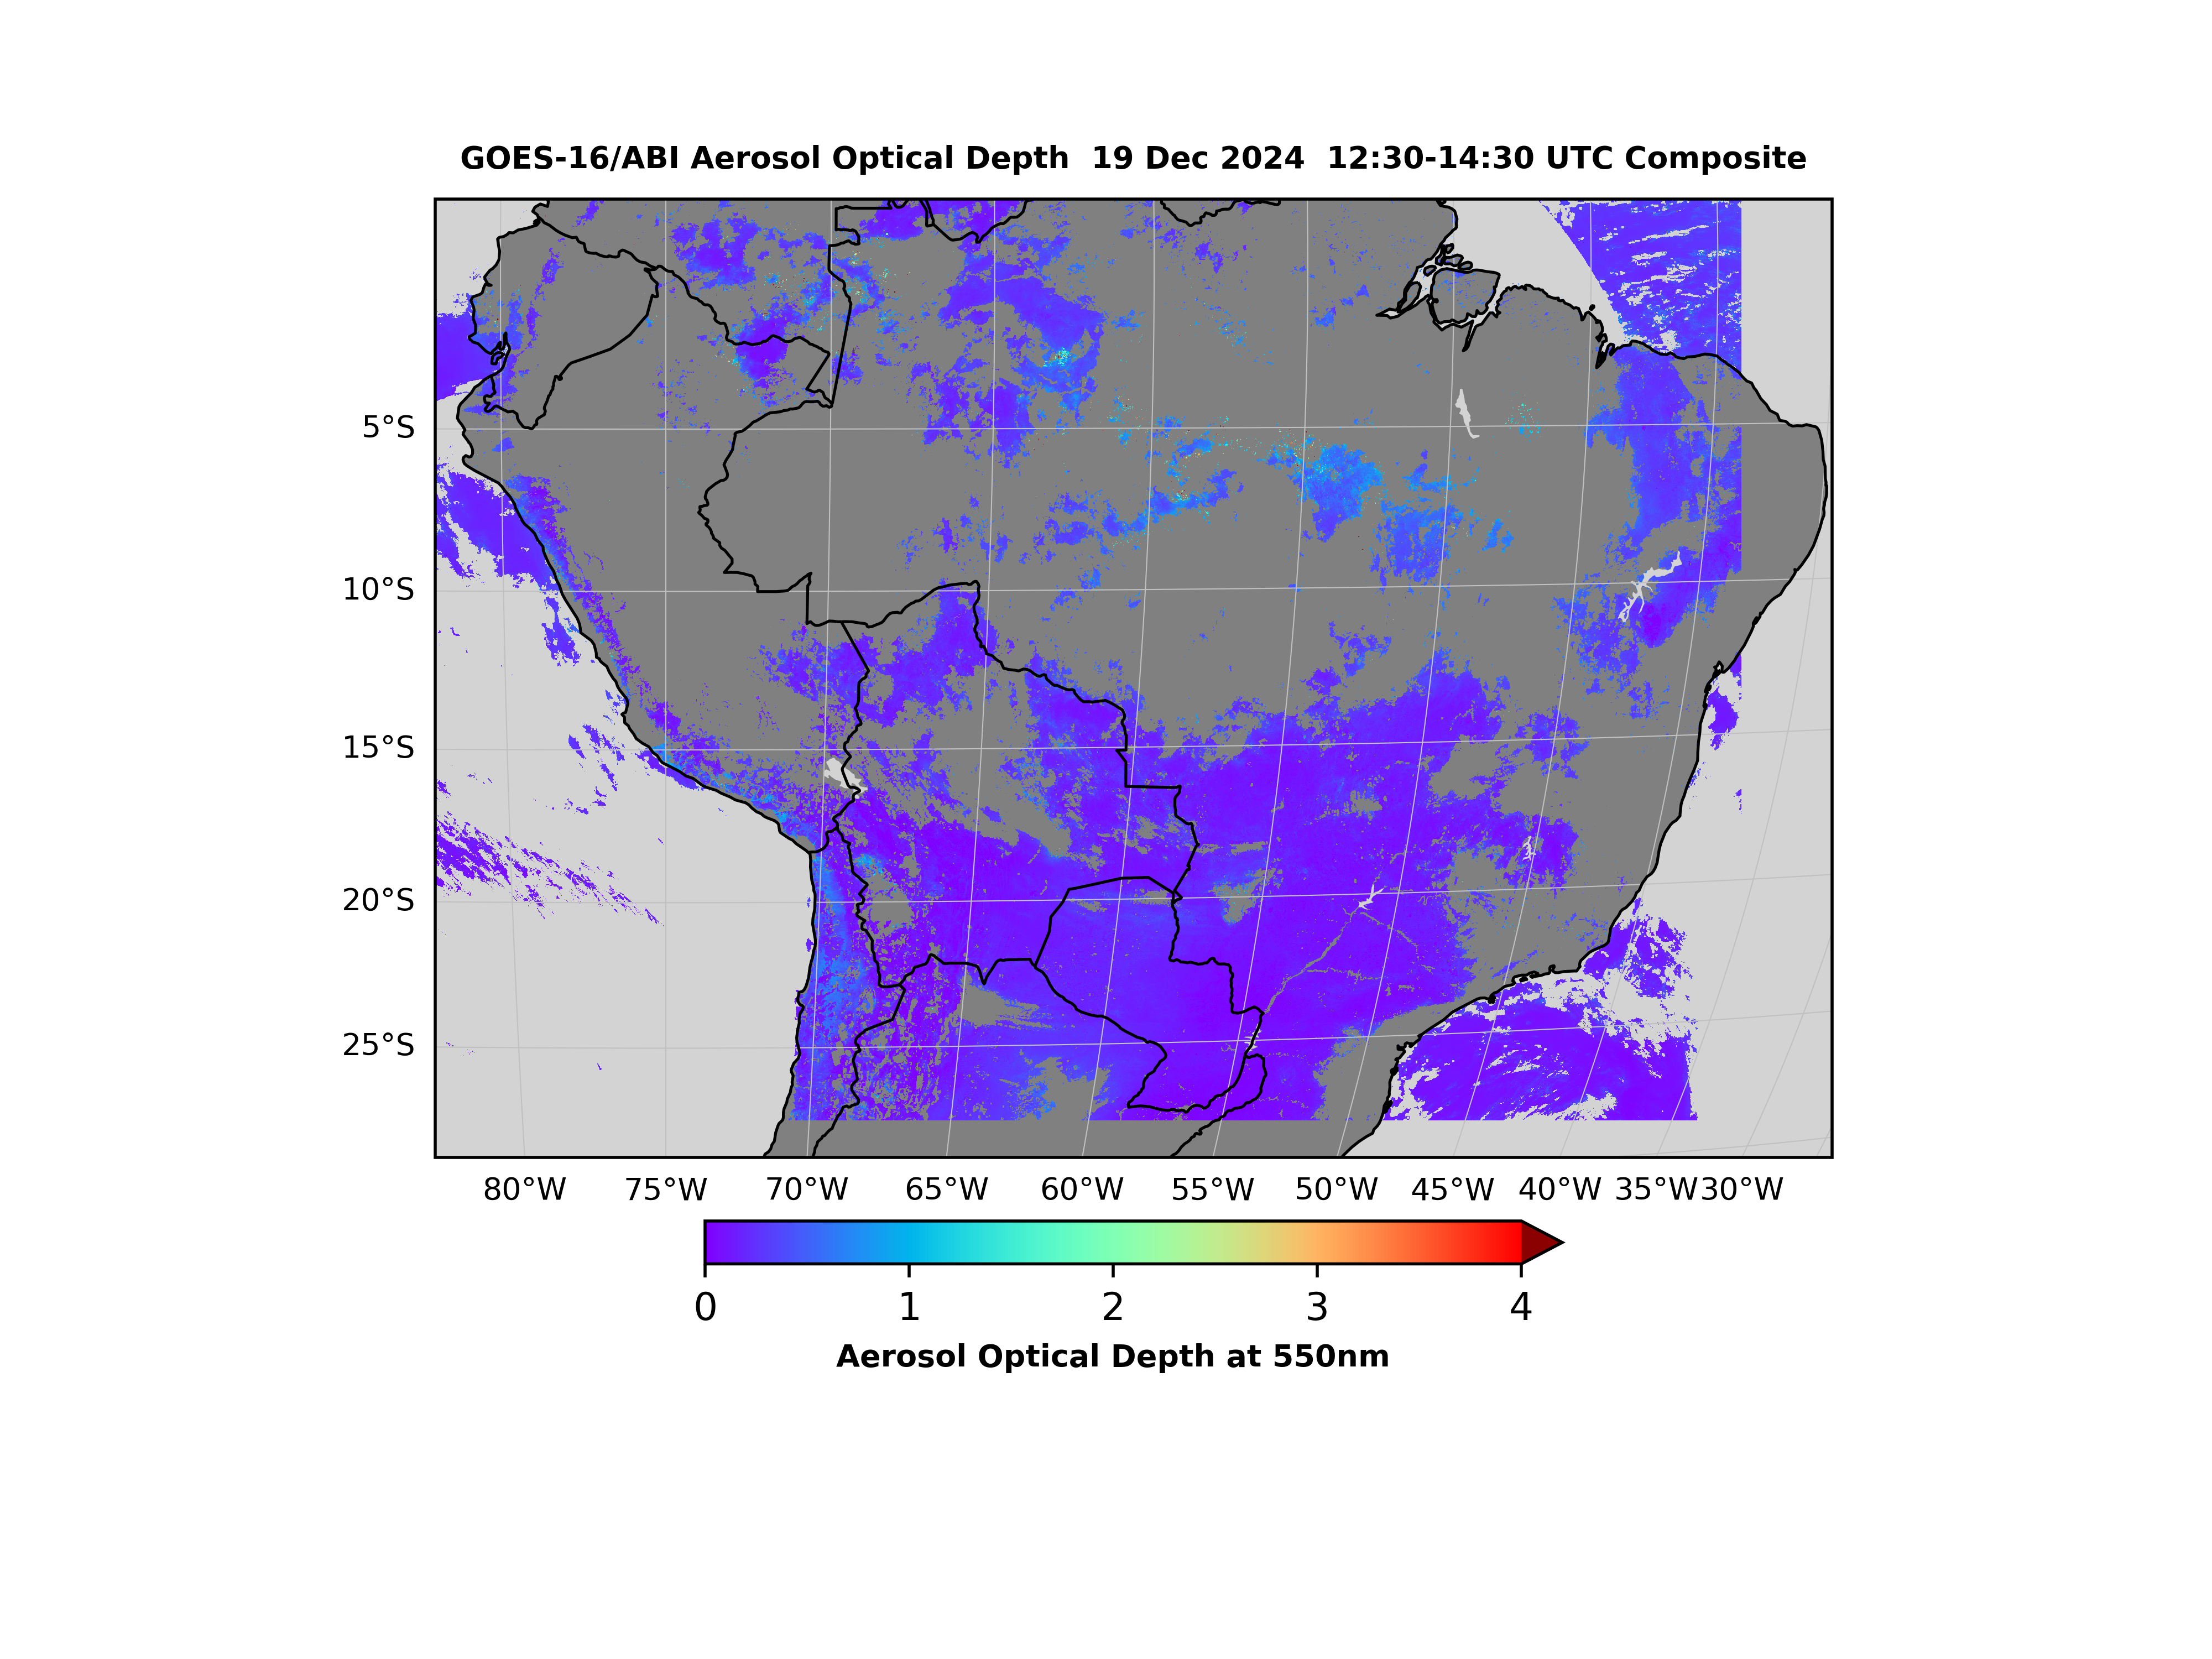 GOES-16/ABI Aerosol Optical Depth  19 Dec 2024  12:30-14:30 UTC Composite
5°S
10°S
15°S
20°S
25°S
80°W 75°W 70°W 65°W 60°W 55°W 50°W 45°W 40°W 35°W 30°W
0 1 2 3 4
Aerosol Optical Depth at 550nm